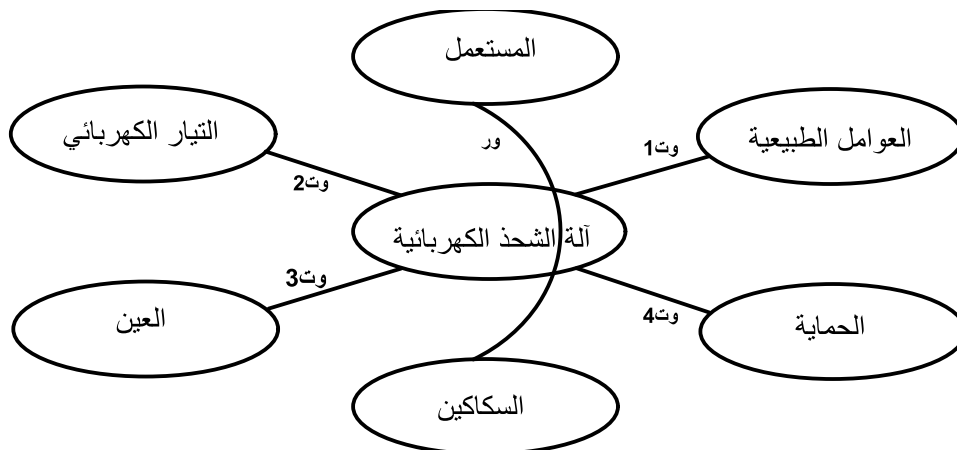 المستعمل
العوامل الطبيعية
التيار الكهربائي
ور
وت1
وت2
آلة الشحذ الكهربائية
وت3
وت4
العين
الحماية
السكاكين